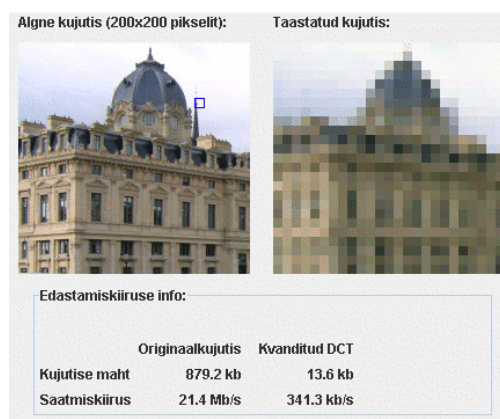 Algne kujutis (200x200 pikselit): Taastatud kujutis:
Edastamiskiiruse info:
Originaalkujutis Kvanditud DCT
Kujutise maht 879.2 kb 13.6 kb
Saatmiskiirus 21.4 Mb/s 341.3 kb/s